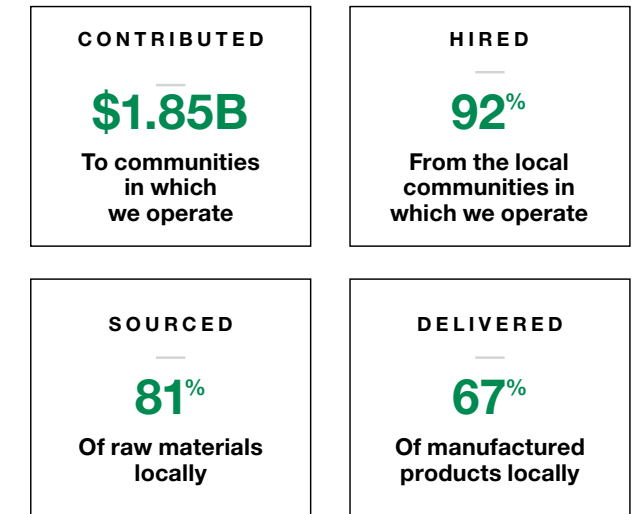 CONTRIBUTED
$1.85B
To communities
in which
we operate
HIRED
92%
From the local
communities in
which we operate
SOURCED
81%
Of raw materials
locally
DELIVERED
67%
Of manufactured
products locally